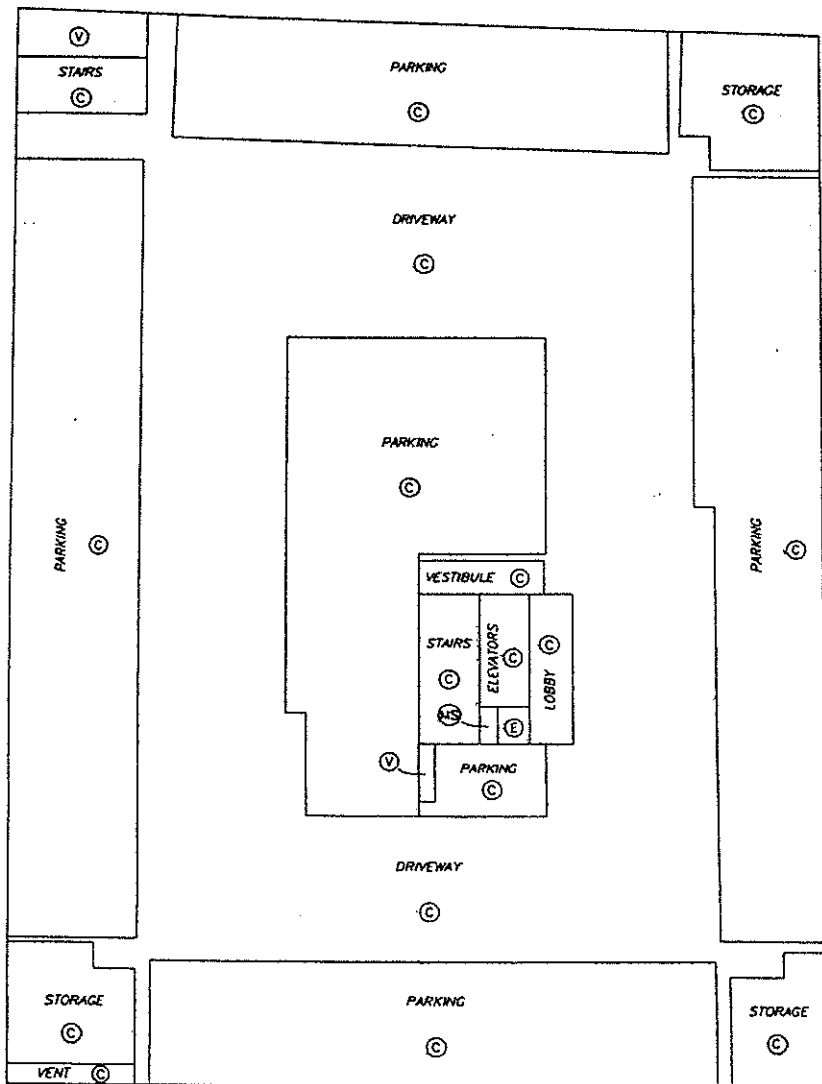 V
STAIRS
C
PARKING
C
STORAGE
C
DRIVEWAY
C
PARKING
C
PARKING
C
PARKING
C
VESTIBULE C
STAIRS
C
ELEVATORS
C
LOBBY
C
MS
E
V
PARKING
C
DRIVEWAY
C
STORAGE
C
VENT C
PARKING
C
STORAGE
C